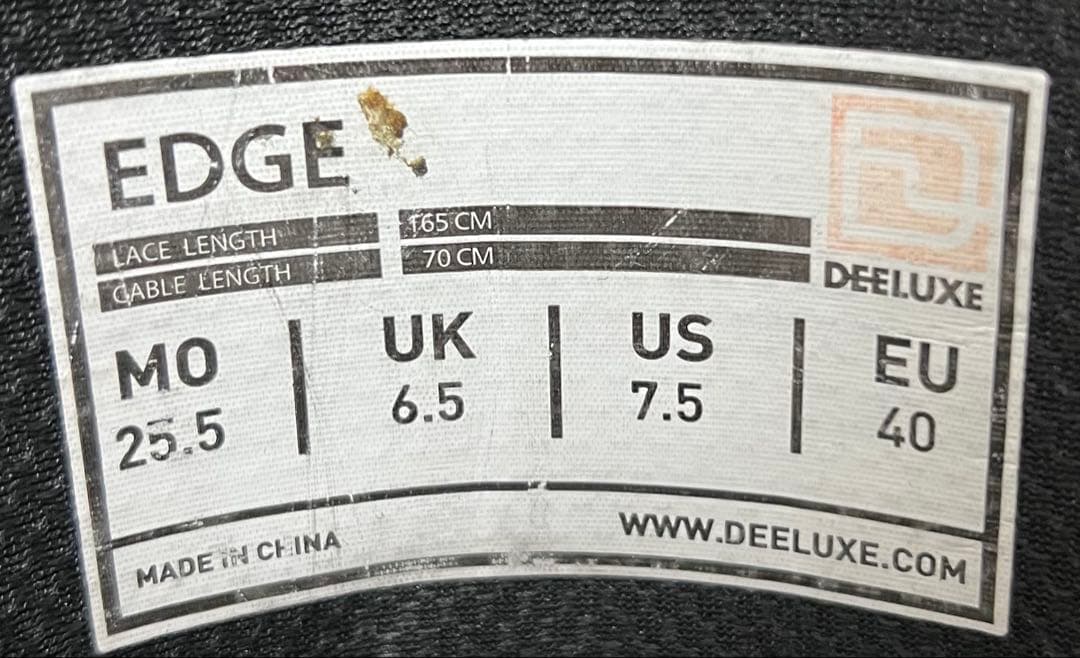 EDGE
LACE LENGTH 165 CM
CABLE LENGTH 70 CM
DEELUXE
MO UK US EU
25.5 6.5 7.5 40
MADE IN CHINA WWW.DEELUXE.COM